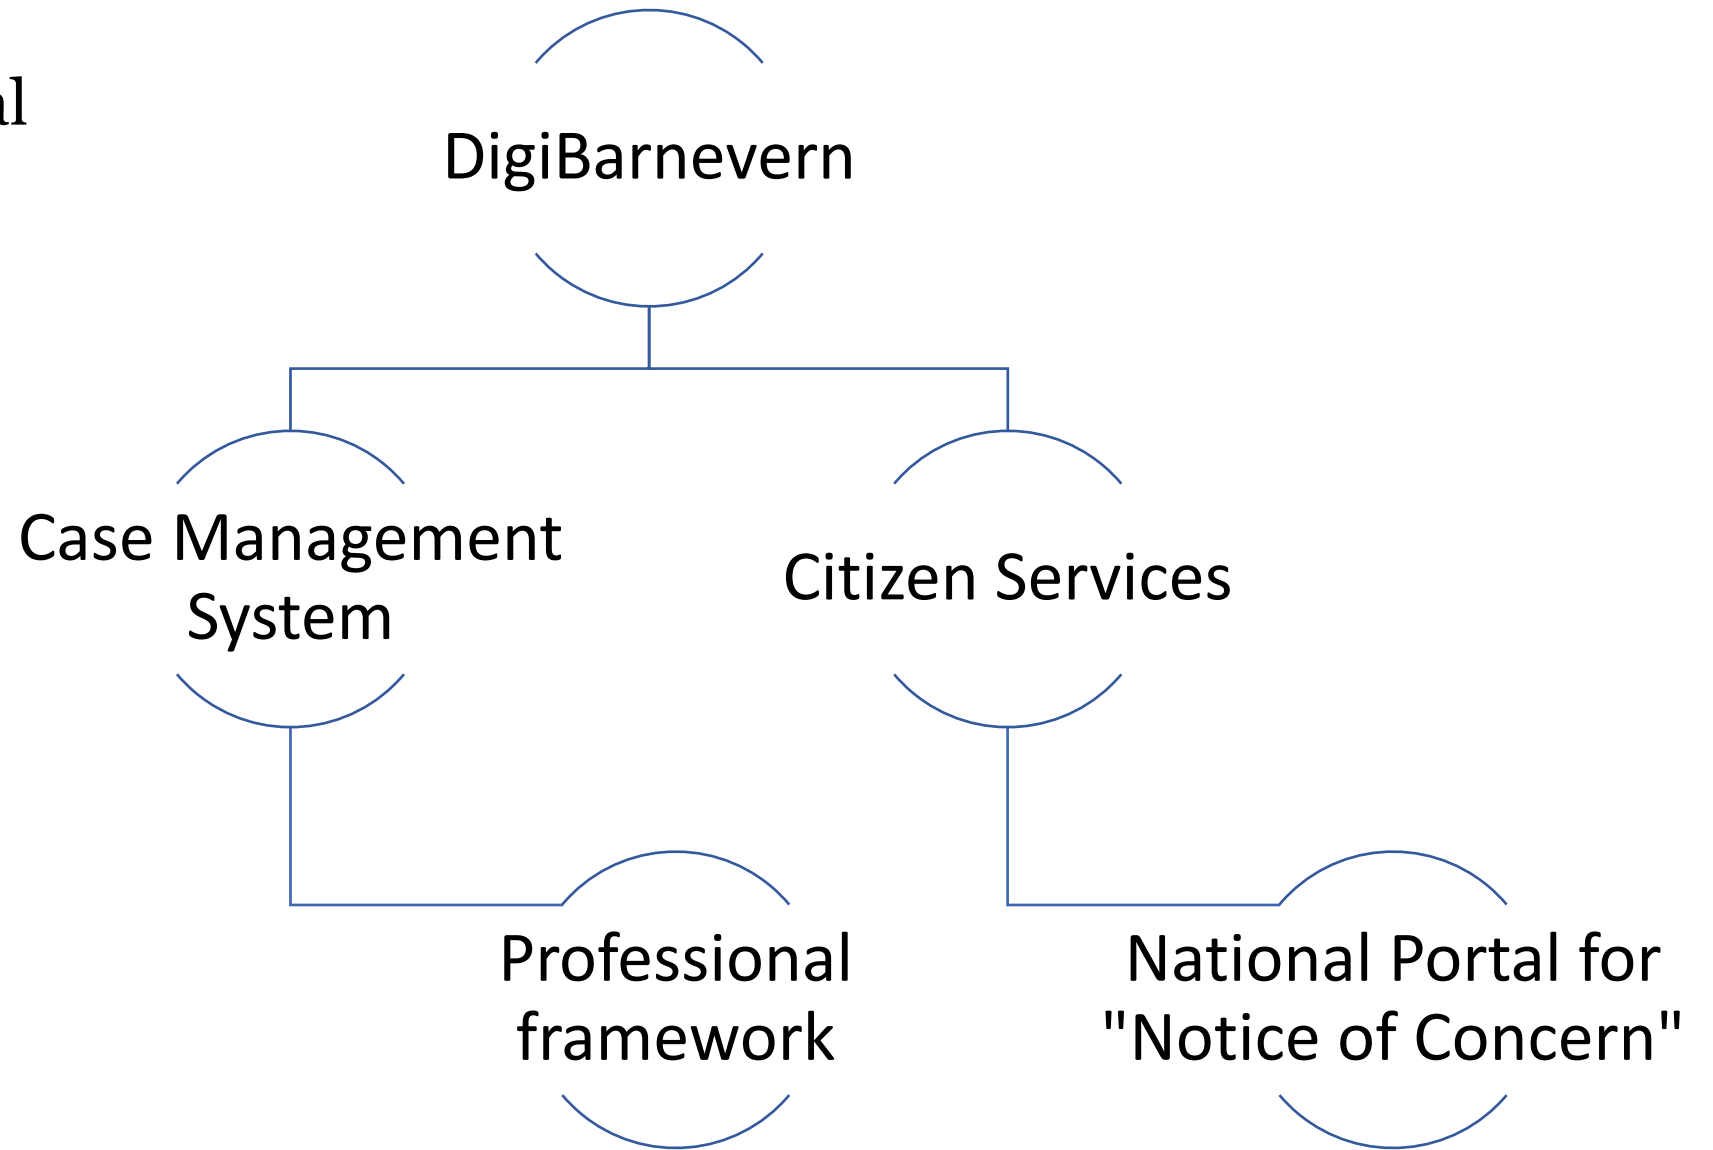 DigiBarnevern
Case Management
System
Citizen Services
Professional
framework
National Portal for
"Notice of Concern"